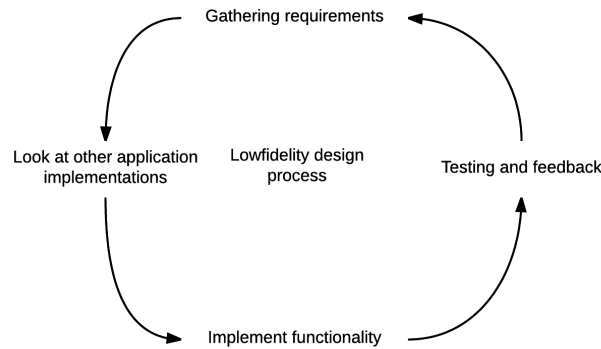 Gathering requirements
Look at other application
implementations
Lowfidelity design
process
Testing and feedback
Implement functionality